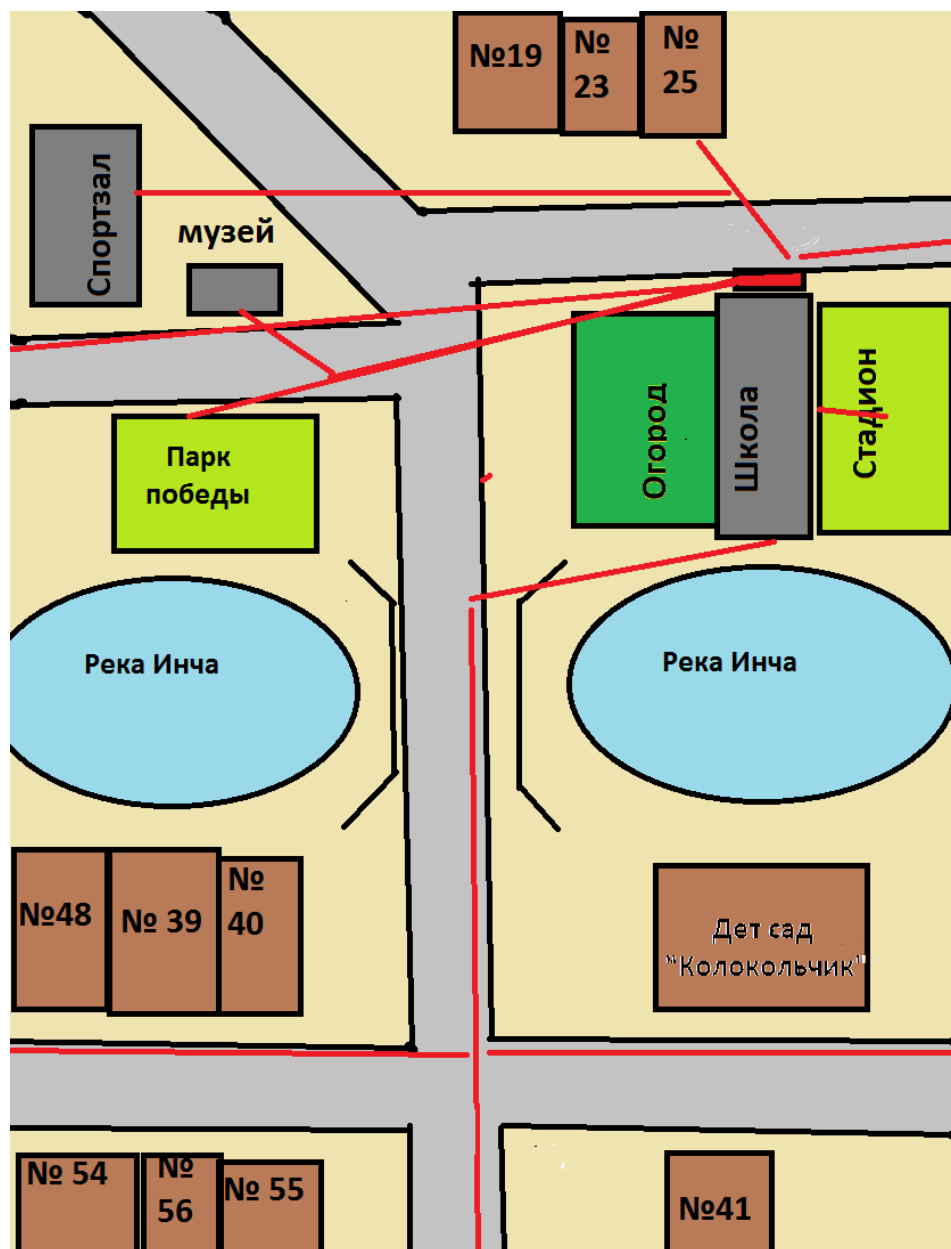 №19
№
23
№
25
Спортзал
музей
Огород
Школа
Стадион
Парк
победы
Река Инча
Река Инча
№48
№ 39
№
40
Дет сад
"Колокольчик"
№ 54
№
56
№ 55
№41